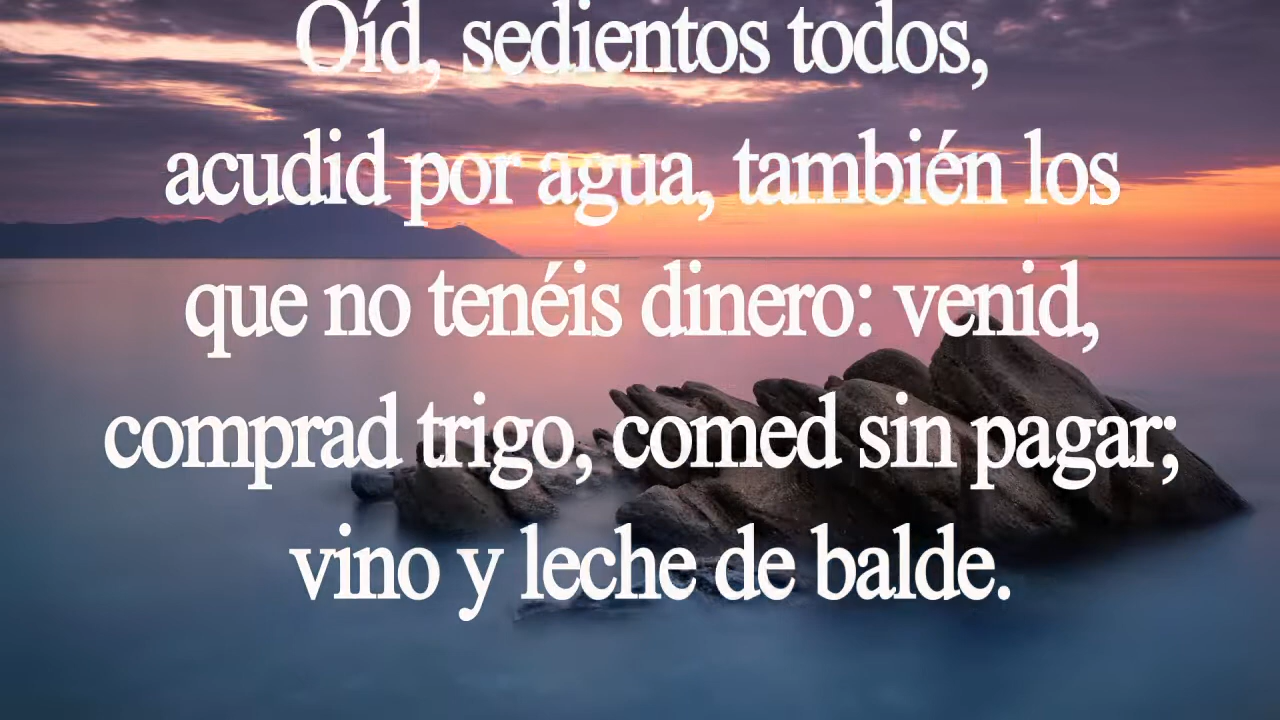 Oíd, sedientos todos,
acudid por agua, también los
que no tenéis dinero: venid,
comprad trigo, comed sin pagar;
vino y leche de balde.